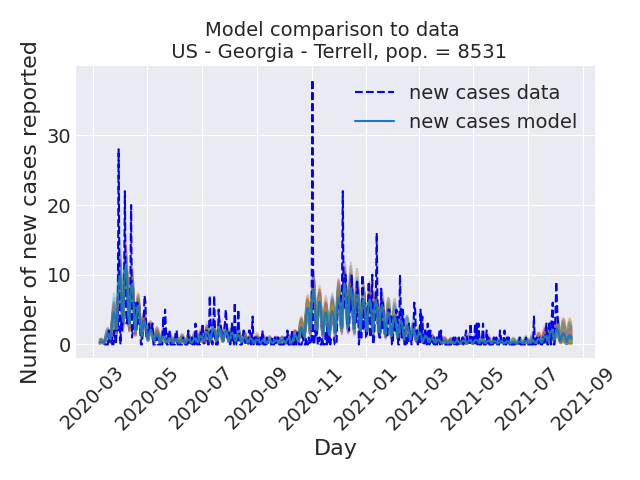 Model comparison to data
US - Georgia - Terrell, pop. = 8531
Number of new cases reported
30
20
10
0
new cases data
new cases model
2020-03
2020-05
2020-07
2020-09
2020-11
2021-01
2021-03
2021-05
2021-07
2021-09
Day